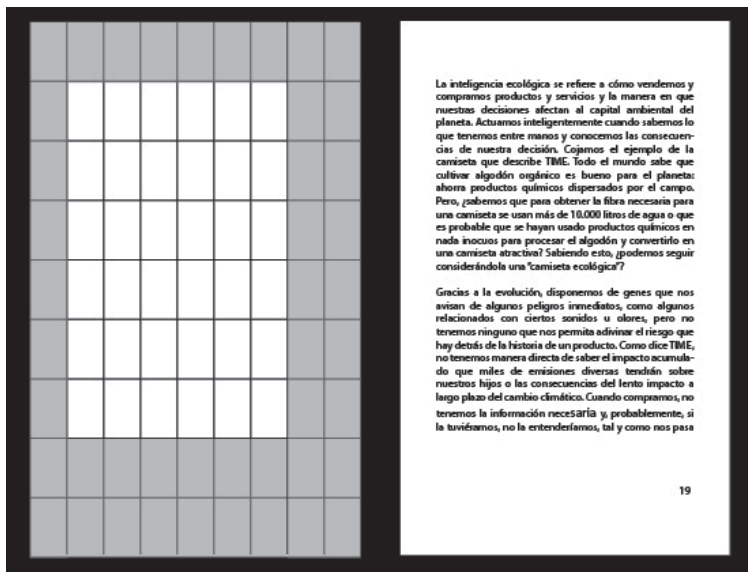 La inteligencia ecológica se refiere a cómo vendemos y
compramos productos y servicios y la manera en que
nuestras decisiones afectan al capital ambiental del
planeta. Actuamos inteligentemente cuando sabemos lo
que tenemos entre manos y conocemos las consecuen-
cias de nuestra decisión. Cojamos el ejemplo de la
camiseta que describe TIME. Todo el mundo sabe que
cultivar algodón orgánico es bueno para el planeta:
ahorra productos químicos dispersados por el campo.
Pero, ¿sabemos que para obtener la fibra necesaria para
una camiseta se usan más de 10.000 litros de agua o que
es probable que se hayan usado productos químicos en
nada inocuos para procesar el algodón y convertirlo en
una camiseta atractiva? Sabiendo esto, ¿podemos seguir
considerándola una "camiseta ecológica"?
Gracias a la evolución, disponemos de genes que nos
avisan de algunos peligros inmediatos, como algunos
relacionados con ciertos sonidos u olores, pero no
tenemos ninguno que nos permita adivinar el riesgo que
hay detrás de la historia de un producto. Como dice TIME,
no tenemos manera directa de saber el impacto acumula-
do que miles de emisiones diversas tendrán sobre
nuestros hijos o las consecuencias del lento impacto a
largo plazo del cambio climático. Cuando compramos, no
tenemos la información necesaria y, probablemente, si
la tuviéramos, no la entenderíamos, tal y como nos pasa
19